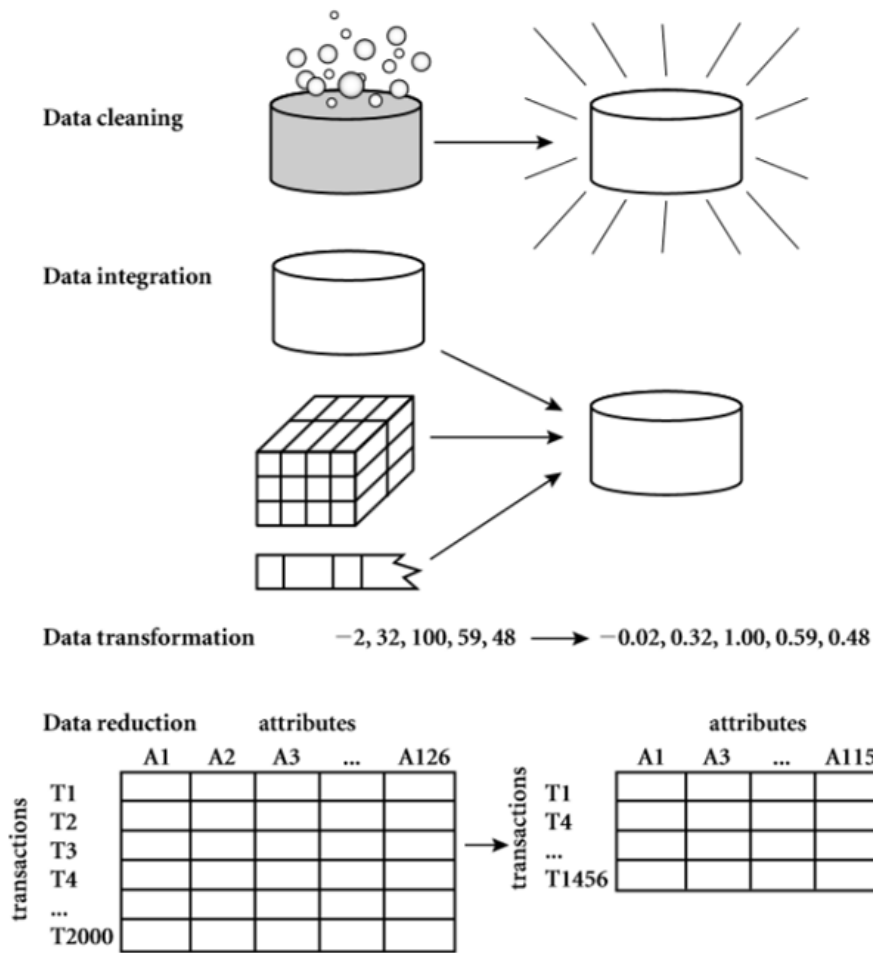 Data cleaning
Data integration
Data transformation −2, 32, 100, 59, 48 −0.02, 0.32, 1.00, 0.59, 0.48
Data reduction attributes attributes
A1 A2 A3 ... A126
A1 A3 ... A115
transactions
T1
T2
T3
T4
...
T2000
transactions
T1
T4
...
T1456